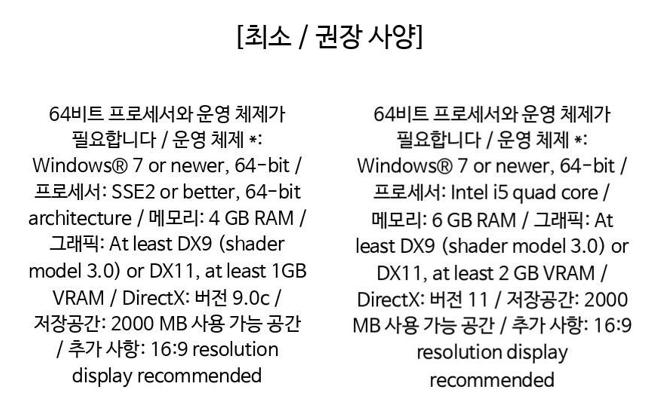 [최소 / 권장 사양]
64비트 프로세서와 운영 체제가
필요합니다 / 운영 체제 *:
Windows® 7 or newer, 64-bit /
프로세서: SSE2 or better, 64-bit
architecture / 메모리: 4 GB RAM /
그래픽: At least DX9 (shader
model 3.0) or DX11, at least 1GB
VRAM / DirectX: 버전 9.0c /
저장공간: 2000 MB 사용 가능 공간
/ 추가 사항: 16:9 resolution
display recommended
64비트 프로세서와 운영 체제가
필요합니다 / 운영 체제 *:
Windows® 7 or newer, 64-bit /
프로세서: Intel i5 quad core /
메모리: 6 GB RAM / 그래픽: At
least DX9 (shader model 3.0) or
DX11, at least 2 GB VRAM /
DirectX: 버전 11 / 저장공간: 2000
MB 사용 가능 공간 / 추가 사항: 16:9
resolution display
recommended